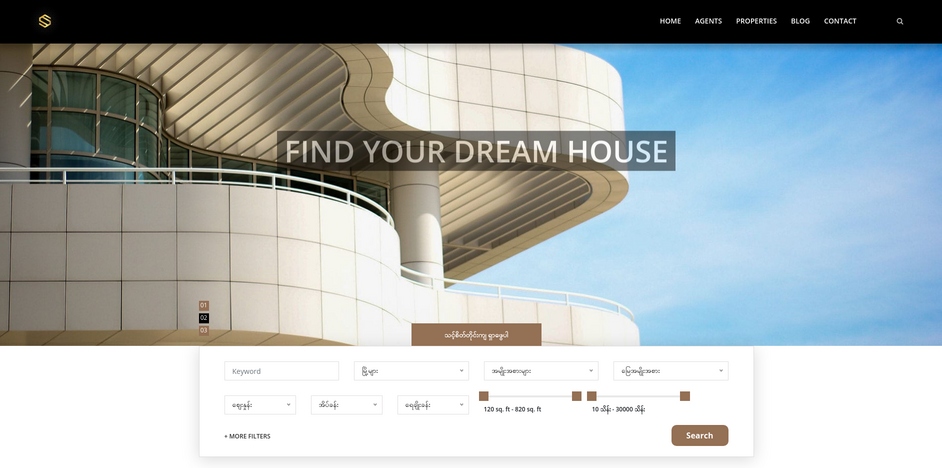 HOME AGENTS PROPERTIES BLOG CONTACT
FIND YOUR DREAM HOUSE
01
02
03
သင့်စိတ်တိုင်းကျ ရှာဖွေပါ
Keyword
မြို့များ
အမျိုးအစားများ
မြေအမျိုးအစား
ဈေးနှုန်း
အိပ်ခန်း
ရေချိုးခန်း
120 sq. ft - 820 sq. ft
10 သိန်း - 30000 သိန်း
+ MORE FILTERS
Search